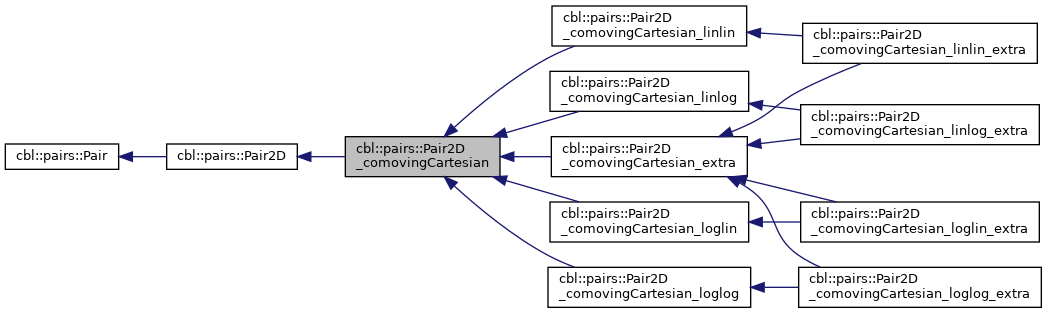 cbl::pairs::Pair
cbl::pairs::Pair2D
cbl::pairs::Pair2D
_comovingCartesian
cbl::pairs::Pair2D
_comovingCartesian_linlin
cbl::pairs::Pair2D
_comovingCartesian_linlog
cbl::pairs::Pair2D
_comovingCartesian_extra
cbl::pairs::Pair2D
_comovingCartesian_loglin
cbl::pairs::Pair2D
_comovingCartesian_loglog
cbl::pairs::Pair2D
_comovingCartesian_linlin_extra
cbl::pairs::Pair2D
_comovingCartesian_linlog_extra
cbl::pairs::Pair2D
_comovingCartesian_loglin_extra
cbl::pairs::Pair2D
_comovingCartesian_loglog_extra